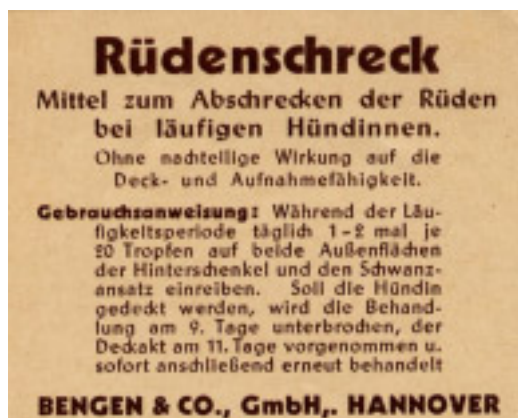 Rüdenschreck
Mittel zum Abschrecken der Rüden
bei läufigen Hündinnen.
Ohne nachteilige Wirkung auf die
Deck- und Aufnahmefähigkeit.
Gebrauchsanweisung: Während der Läu-
figkeitsperiode täglich 1-2 mal je
20 Tropfen auf beide Außenflächen
der Hinterschenkel und den Schwanz-
ansatz einreiben. Soll die Hündin
gedeckt werden, wird die Behand-
lung am 9. Tage unterbrochen, der
Deckakt am 11. Tage vorgenommen u.
sofort anschließend erneut behandelt
BENGEN & CO., GmbH,. HANNOVER